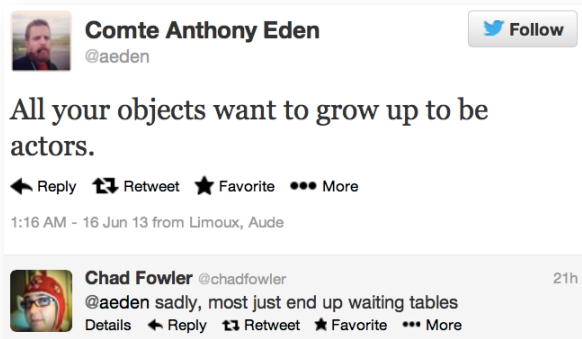 Comte Anthony Eden
Follow
@aeden
All your objects want to grow up to be
actors.
Reply Retweet Favorite More
1:16 AM - 16 Jun 13 from Limoux, Aude
Chad Fowler @chadfowler 21h
@aeden sadly, most just end up waiting tables
Details Reply Retweet Favorite More